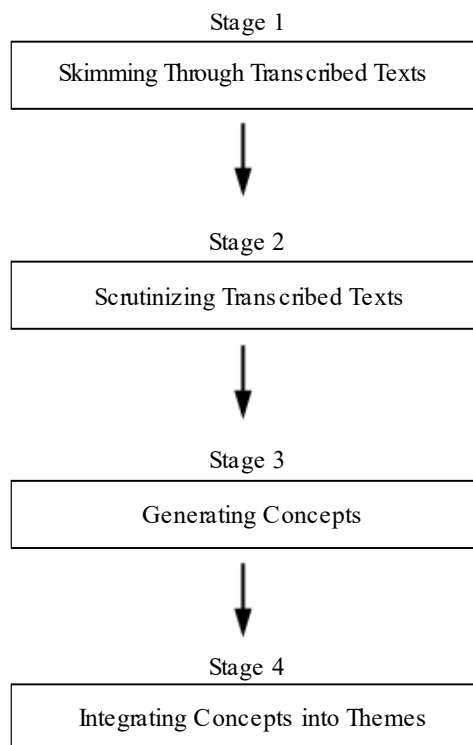 Stage 1
Skimming Through Transcribed Texts
Stage 2
Scrutinizing Transcribed Texts
Stage 3
Generating Concepts
Stage 4
Integrating Concepts into Themes